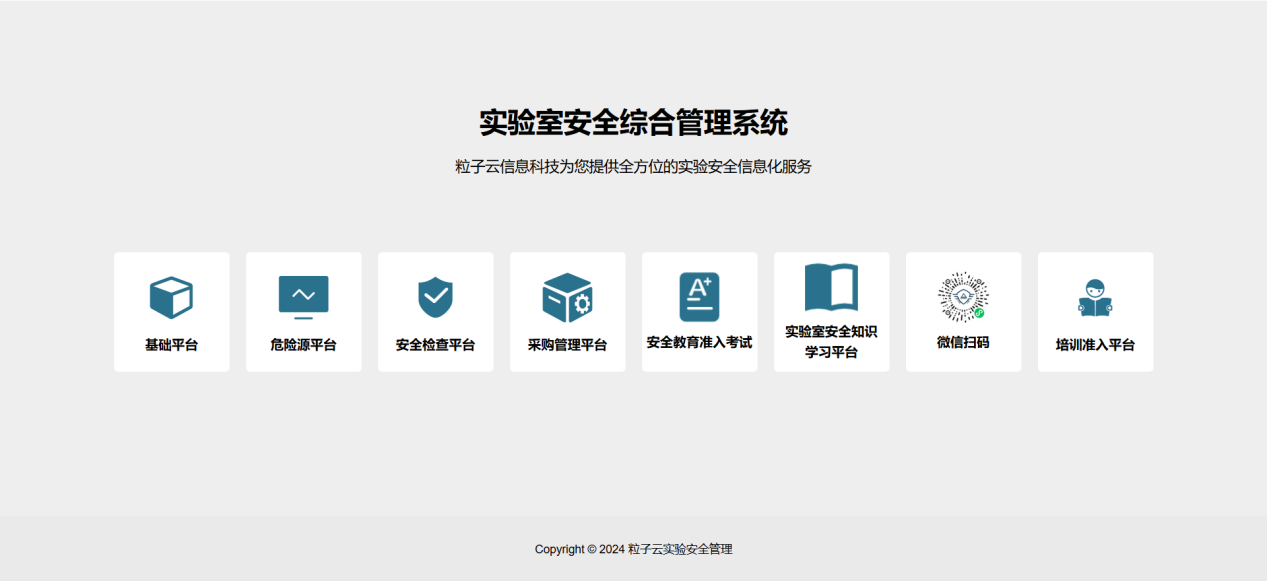 实验室安全综合管理系统
粒子云信息科技为您提供全方位的实验安全信息化服务
基础平台
危险源平台
安全检查平台
采购管理平台
A+
安全教育准入考试
实验室安全知识
学习平台
微信扫码
培训准入平台
Copyright © 2024 粒子云实验安全管理